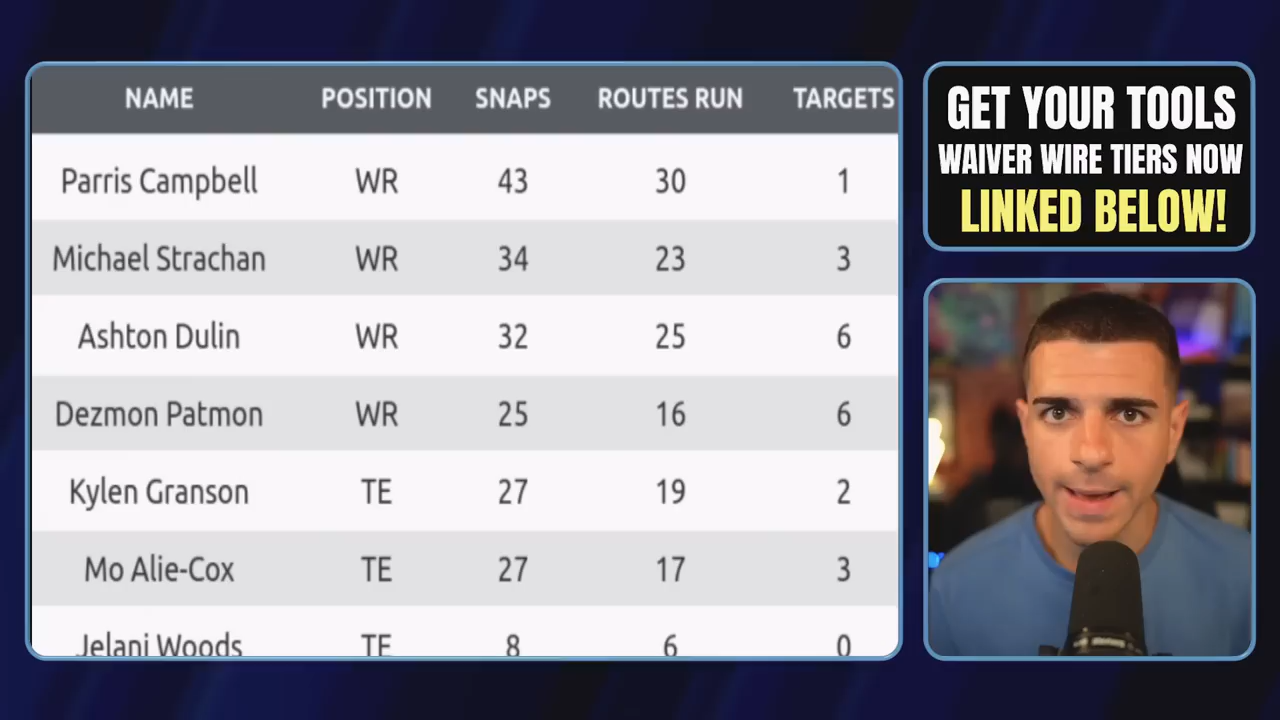 NAME POSITION SNAPS ROUTES RUN TARGETS
Parris Campbell WR 43 30 1
Michael Strachan WR 34 23 3
Ashton Dulin WR 32 25 6
Dezmon Patmon WR 25 16 6
Kylen Granson TE 27 19 2
Mo Alie-Cox TE 27 17 3
Jelani Woods TE 8 6 0
GET YOUR TOOLS
WAIVER WIRE TIERS NOW
LINKED BELOW!